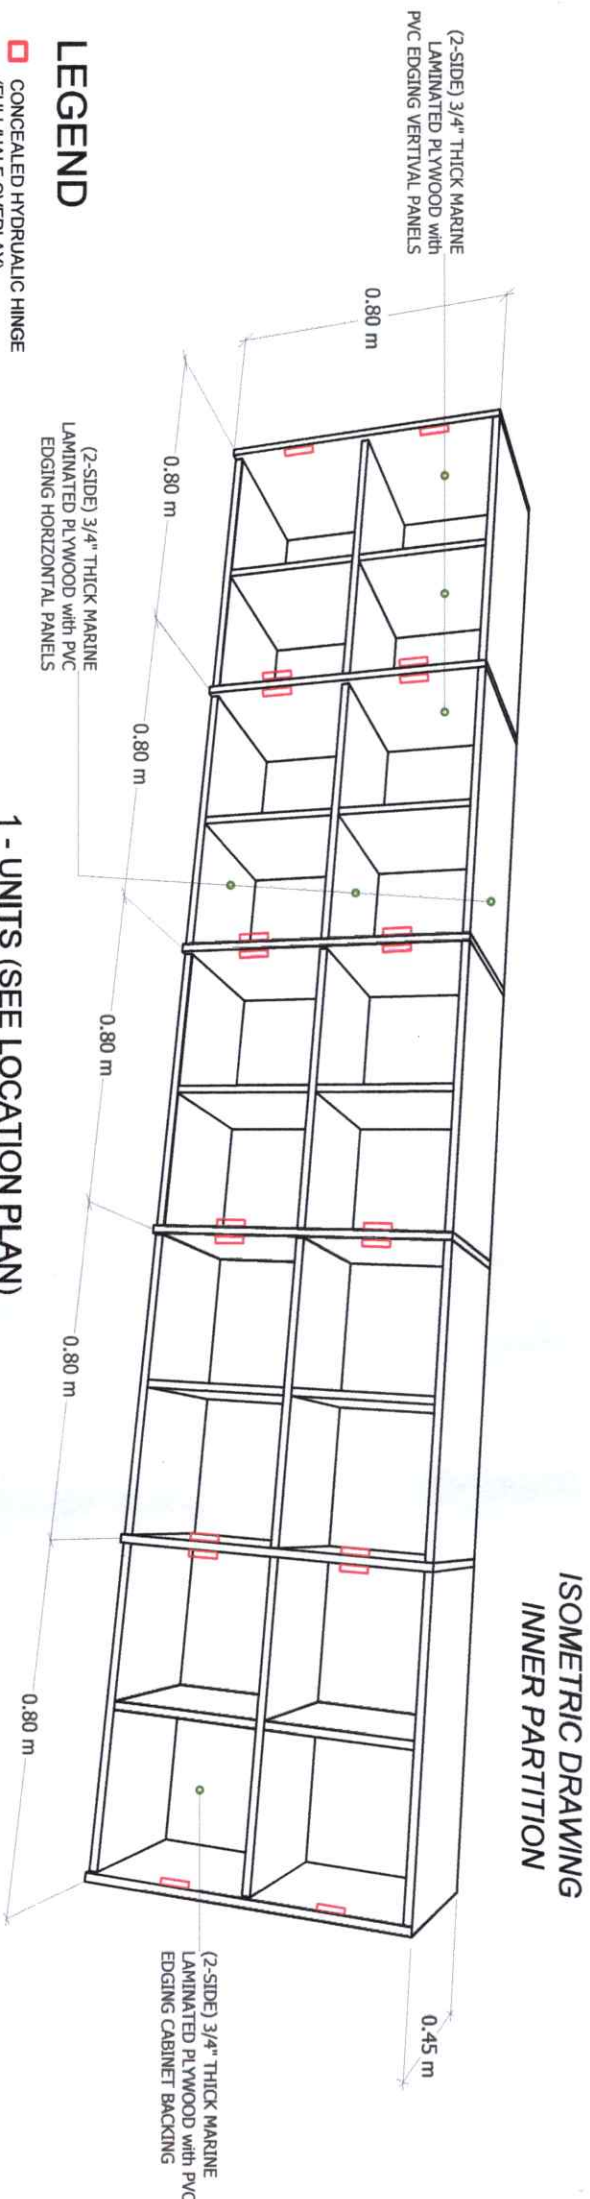 ISOMETRIC DRAWING
INNER PARTITION
(2-SIDE) 3/4" THICK MARINE
LAMINATED PLYWOOD with
PVC EDGING VERTIVAL PANELS
0.80 m
0.80 m
0.80 m
0.80 m
0.80 m
0.80 m
0.45 m
(2-SIDE) 3/4" THICK MARINE
LAMINATED PLYWOOD with PVC
EDGING HORIZONTAL PANELS
(2-SIDE) 3/4" THICK MARINE
LAMINATED PLYWOOD with PVC
EDGING CABINET BACKING
LEGEND
CONCEALED HYDRUALIC HINGE
1 - UNITS (SEE LOCATION PLAN)